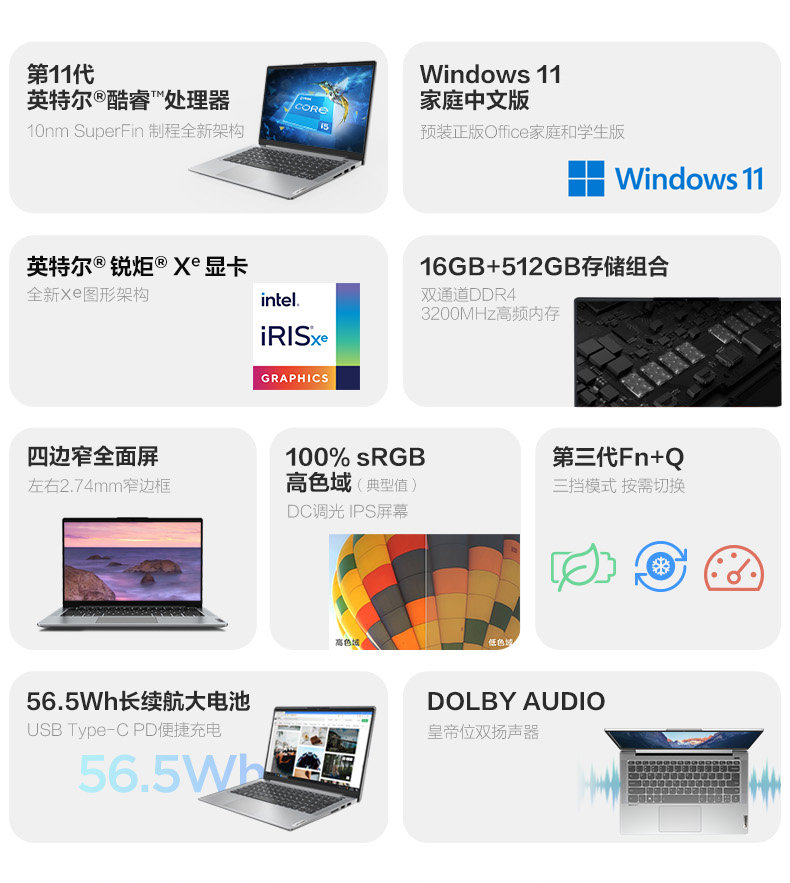 第11代
英特尔®酷睿™处理器
10nm SuperFin 制程全新架构
intel.
CORE
i5
Windows 11
家庭中文版
预装正版Office家庭和学生版
Windows 11
英特尔® 锐炬® Xᵉ 显卡
全新Xe图形架构
intel.
iRIS® xe
GRAPHICS
16GB+512GB存储组合
双通道DDR4
3200MHz高频内存
四边窄全面屏
左右2.74mm窄边框
100% sRGB
高色域（典型值）
DC调光 IPS屏幕
高色域
低色域
第三代Fn+Q
三挡模式 按需切换
56.5Wh长续航大电池
USB Type-C PD便捷充电
56.5Wh
DOLBY AUDIO
皇帝位双扬声器